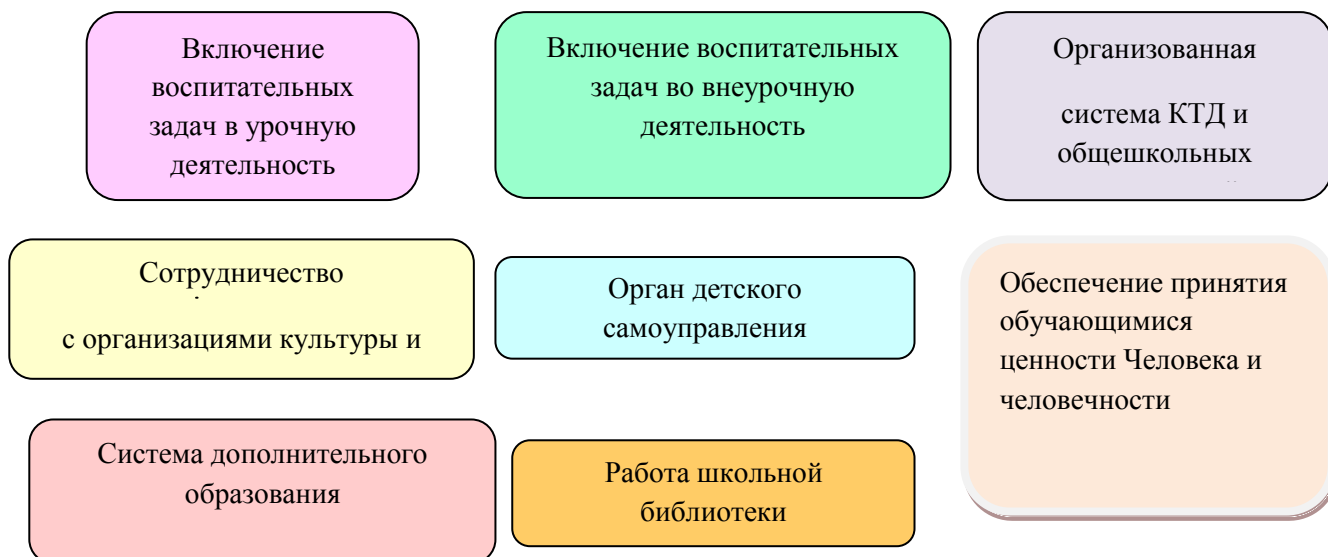 Включение
воспитательных
задач в урочную
деятельность
Включение воспитательных
задач во внеурочную
деятельность
Организованная
система КТД и
общешкольных
Сотрудничество
с организациями культуры и
Орган детского
самоуправления
Обеспечение принятия
обучающимися
ценности Человека и
человечности
Система дополнительного
образования
Работа школьной
библиотеки